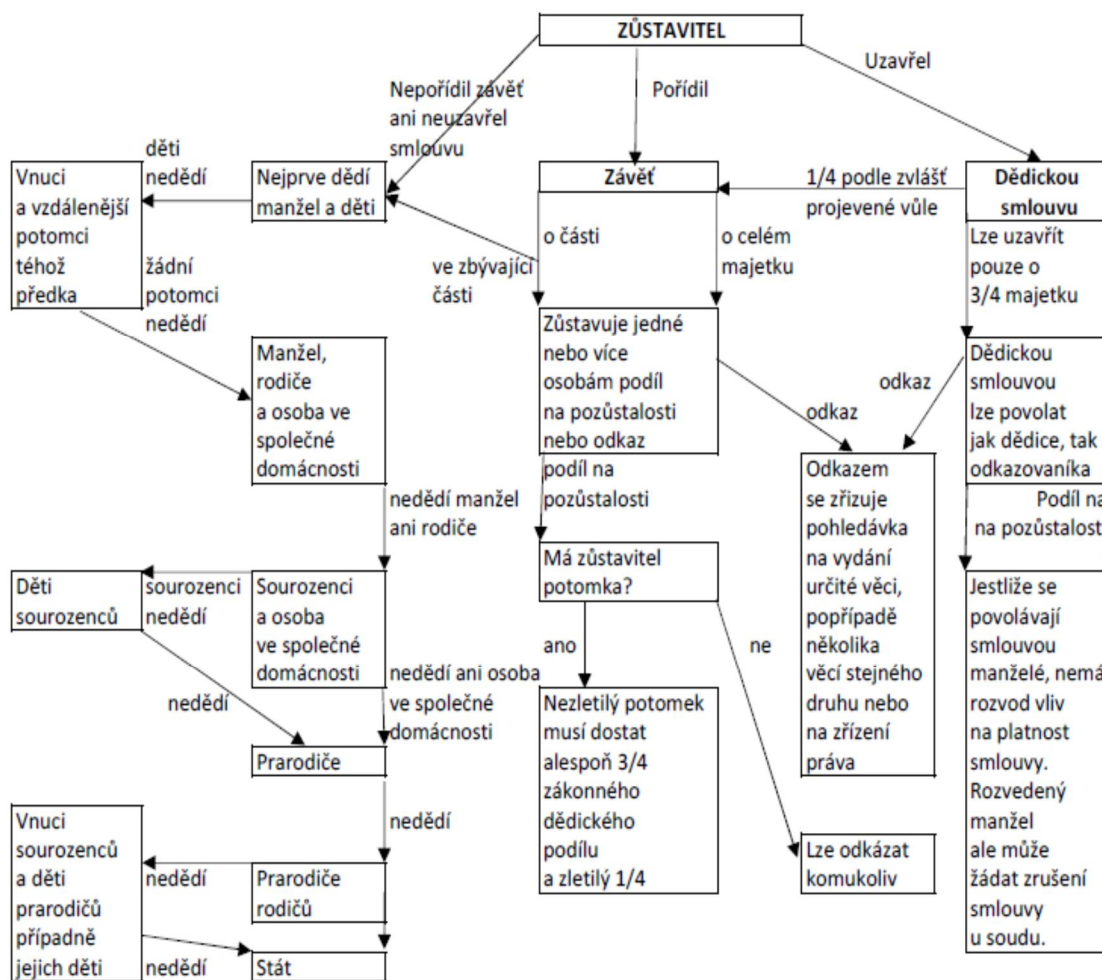 ZŮSTAVITEL
Uzavřel
Nepořídil závěť
ani neuzavřel
smlouvu
Pořídil
děti
nedědí
Vnuci
a vzdálenější
potomci
téhož
předka
Nejprve dědí
manžel a děti
Závěť
1/4 podle zvlášť
projevené vůle
Dědickou
smlouvu
o části
o celém
majetku
Lze uzavřít
pouze o
3/4 majetku
ve zbývající
části
žádní
potomci
nedědí
Zůstavuje jedné
nebo více
osobám podíl
na pozůstalosti
nebo odkaz
Manžel,
rodiče
a osoba ve
společné
domácnosti
odkaz
odkaz
Dědickou
smlouvou
lze povolat
jak dědice, tak
odkazovaníka
podíl na
pozůstalosti
Odkazem
se zřizuje
pohledávka
na vydání
určité věci,
popřípadě
několika
věcí stejného
druhu nebo
na zřízení
práva
Podíl na
na pozůstalost
nedědí manžel
ani rodiče
Má zůstavitel
potomka?
Děti
sourozenců
sourozenci
nedědí
Sourozenci
a osoba
ve společné
domácnosti
Jestliže se
povolávají
smlouvou
manželé, nemá
rozvod vliv
na platnost
smlouvy.
Rozvedený
manžel
ale může
žádat zrušení
smlouvy
u soudu.
ano
ne
nedědí
nedědí ani osoba
ve společné
domácnosti
Nezletilý potomek
musí dostat
alespoň 3/4
zákonného
dědického
podílu
a zletilý 1/4
Prarodiče
nedědí
Vnuci
sourozenců
a děti
prarodičů
případně
jejich děti
nedědí
Prarodiče
rodičů
Lze odkázat
komukoliv
nedědí
Stát